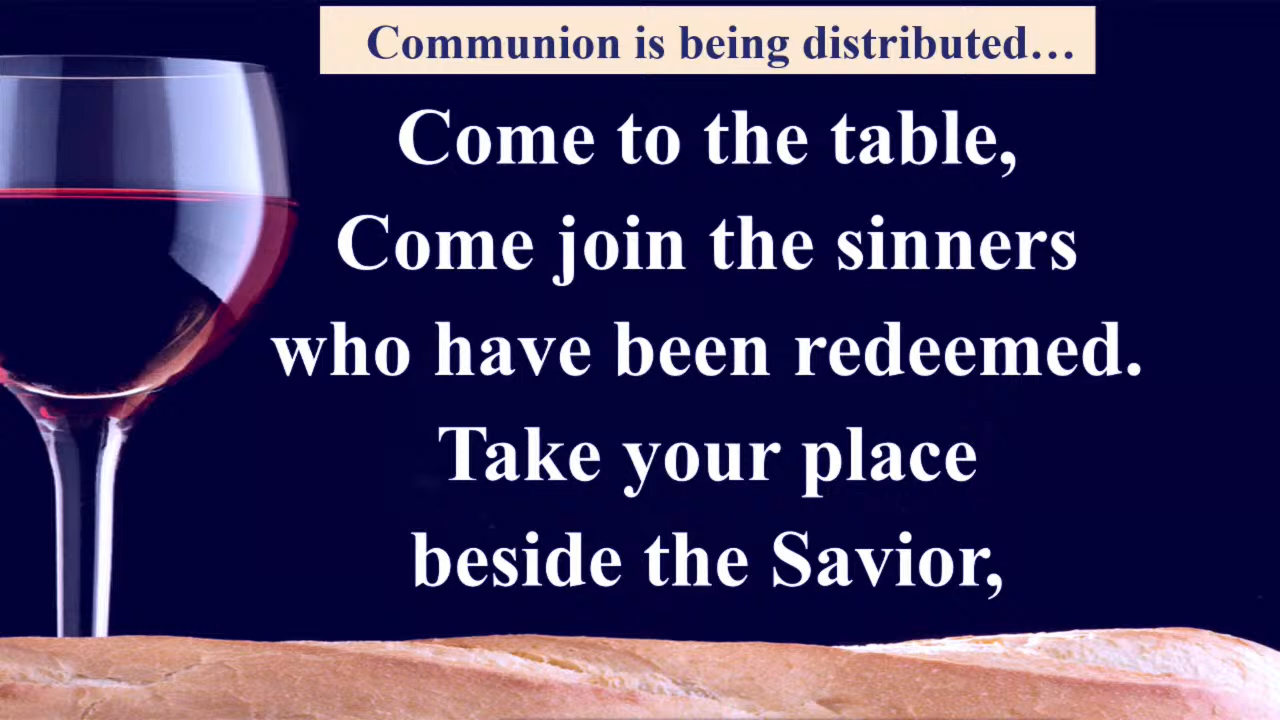 Communion is being distributed…
Come to the table,
Come join the sinners
who have been redeemed.
Take your place
beside the Savior,